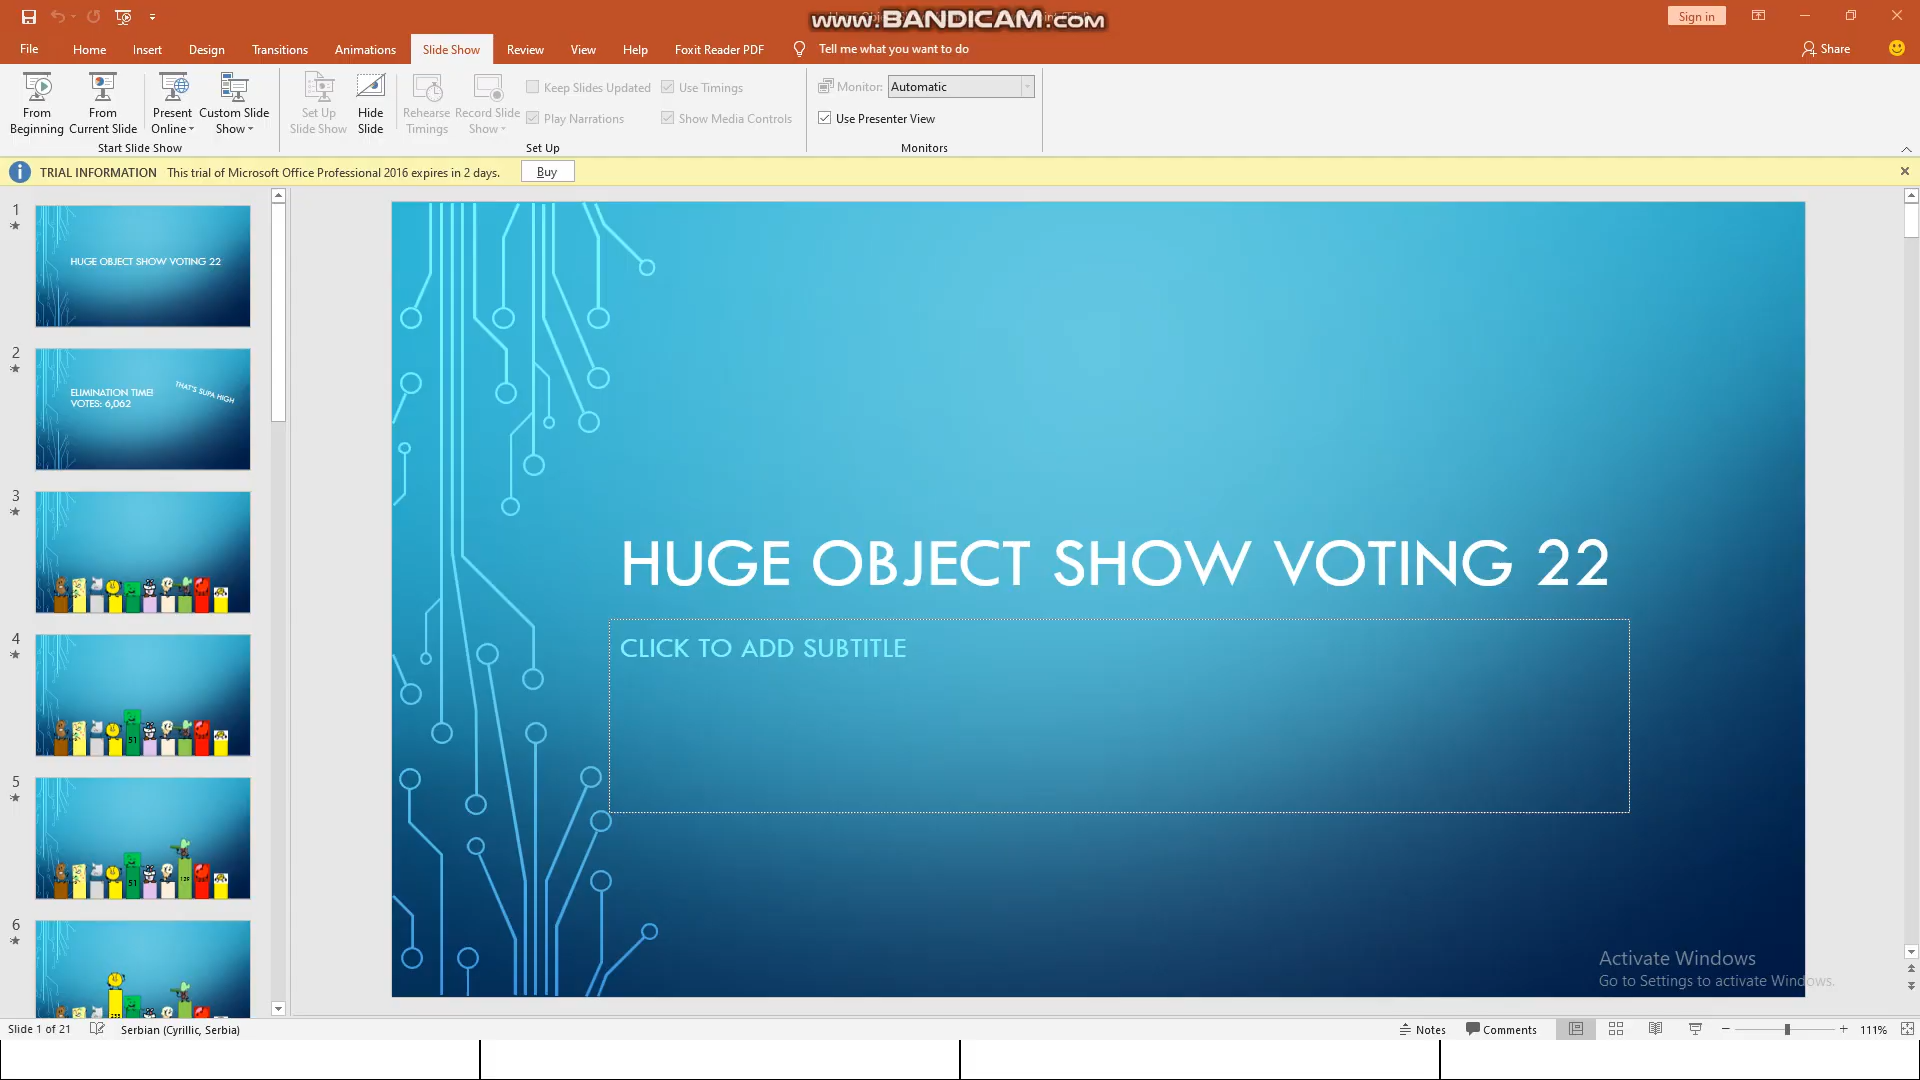 www.BANDICAM.com
Sign in
File
Home
Insert
Design
Transitions
Animations
Slide Show
Review
View
Help
Foxit Reader PDF
Tell me what you want to do
Share
From Beginning
From Current Slide
Present Online
Custom Slide Show
Set Up Slide Show
Hide Slide
Rehearse Timings
Record Slide Show
Keep Slides Updated
Use Timings
Play Narrations
Show Media Controls
Monitor:
Automatic
Use Presenter View
Start Slide Show
Set Up
Monitors
TRIAL INFORMATION This trial of Microsoft Office Professional 2016 expires in 2 days.
Buy
1
HUGE OBJECT SHOW VOTING 22
2
ELIMINATION TIME!
VOTES: 6,062
THAT'S SUPA HIGH
3
4
51
5
51
6
HUGE OBJECT SHOW VOTING 22
CLICK TO ADD SUBTITLE
Activate Windows
Go to Settings to activate Windows.
Slide 1 of 21
Serbian (Cyrillic, Serbia)
Notes
Comments
111%